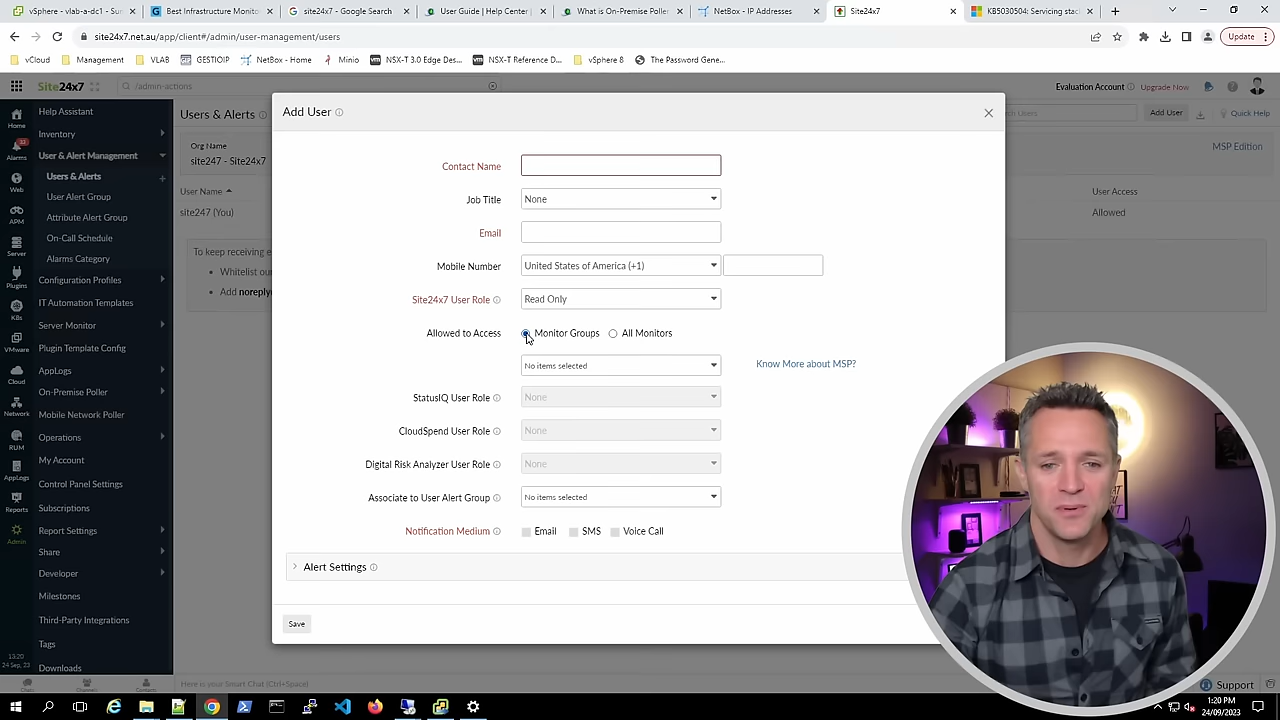 vSphere - vlab-a-dc1 - Sum
Best Infrastructure Monito
site24x7 - Google Search
User Guide | Help Center |
What is On-Premise Poller
NetBox - IP Addresses
Site24x7
KB5030504: Servicing stac
site24x7.net.au/app/client#/admin/user-management/users
Update
vCloud
Management
VLAB
GESTIOIP
NetBox - Home
Minio
NSX-T 3.0 Edge Des...
NSX-T Reference D...
vSphere 8
The Password Gene...
Site24x7
/admin-actions
Evaluation Account
Upgrade Now
Home
Alarms
Web
APM
Server
Plugins
K8s
VMware
Cloud
Network
RUM
AppLogs
Reports
Admin
13:20
24 Sep, 23
Help Assistant
Inventory
User & Alert Management
Users & Alerts
User Alert Group
Attribute Alert Group
On-Call Schedule
Alarms Category
Configuration Profiles
IT Automation Templates
Server Monitor
Plugin Template Config
AppLogs
On-Premise Poller
Mobile Network Poller
Operations
My Account
Control Panel Settings
Subscriptions
Report Settings
Share
Developer
Milestones
Third-Party Integrations
Tags
Downloads
Users & Alerts
Org Name
site247 - Site24x7
User Name
site247 (You)
To keep receiving e
Whitelist ou
Add noreply
Add User
Quick Help
MSP Edition
User Access
Allowed
Add User
Contact Name
Job Title
None
Email
Mobile Number
United States of America (+1)
Site24x7 User Role
Read Only
Allowed to Access
Monitor Groups
All Monitors
No items selected
Know More about MSP?
StatusIQ User Role
None
CloudSpend User Role
None
Digital Risk Analyzer User Role
None
Associate to User Alert Group
No items selected
Notification Medium
Email
SMS
Voice Call
Alert Settings
Save
Chats
Channels
Contacts
Here is your Smart Chat (Ctrl+Space)
Support
1:20 PM
24/09/2023